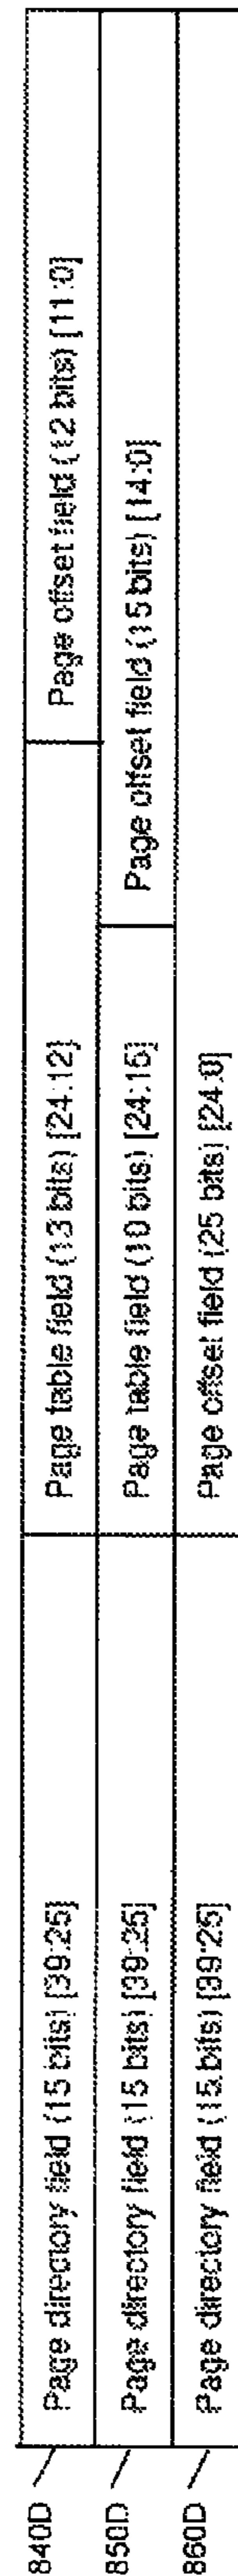 840D Page directory field (15 bits) [39:25] Page table field (13 bits) [24:12] Page offset field (12 bits) [11:0]
850D Page directory field (15 bits) [39:25] Page table field (10 bits) [24:15] Page offset field (15 bits) [14:0]
860D Page directory field (15 bits) [39:25] Page offset field (25 bits) [24:0]